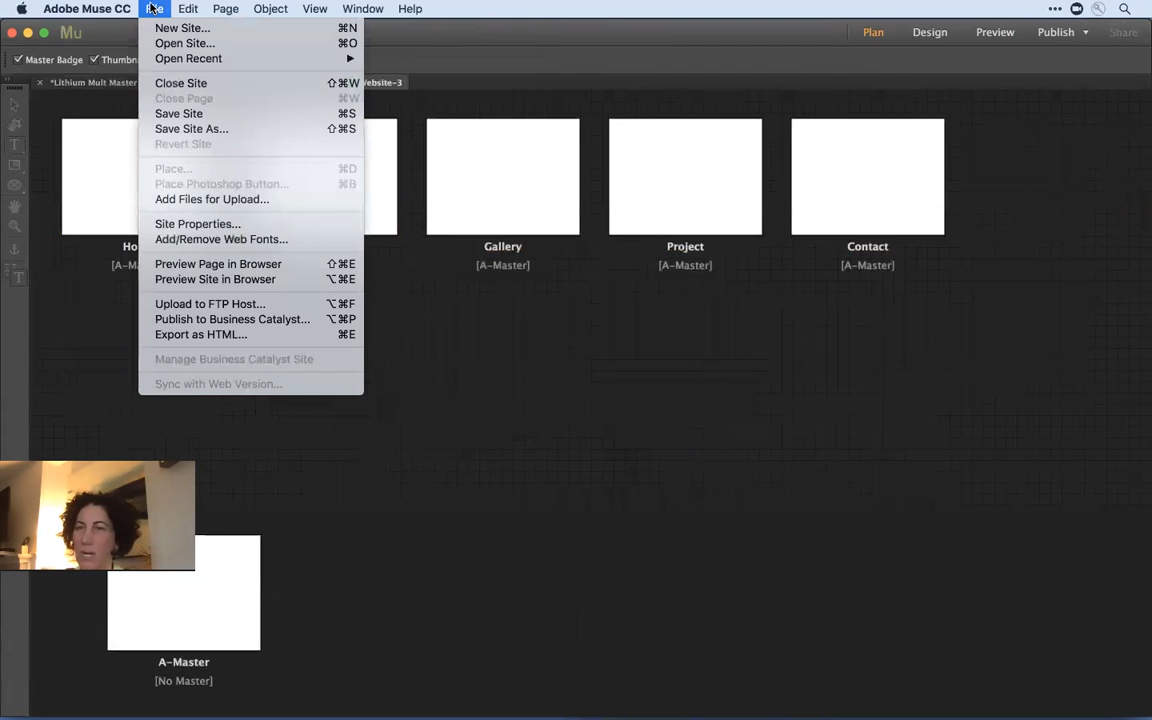 Adobe Muse CC File Edit Page Object View Window Help
Mu Plan Design Preview Publish Share
Master Badge
*Lithium Mult Master
New Site... ⌘N
Open Site... ⌘O
Open Recent ▶
Close Site ⇧⌘W
Close Page ⌘W
Save Site ⌘S
Save Site As... ⇧⌘S
Revert Site
Place... ⌘D
Place Photoshop Button... ⌘B
Add Files for Upload...
Site Properties...
Add/Remove Web Fonts...
Preview Page in Browser ⇧⌘E
Preview Site in Browser ⌥⌘E
Upload to FTP Host... ⌥⌘F
Publish to Business Catalyst... ⌥⌘P
Export as HTML... ⌘E
Manage Business Catalyst Site
Sync with Web Version...
Gallery
[A-Master]
Project
[A-Master]
Contact
[A-Master]
A-Master
[No Master]